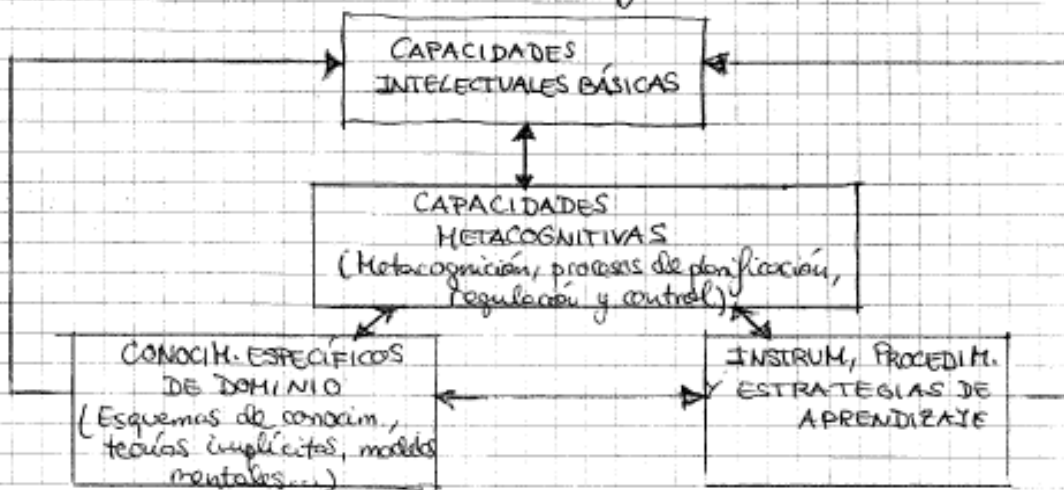 CAPACIDADES
INTELECTUALES BÁSICAS
CAPACIDADES
METACOGNITIVAS
(Metacognición, procesos de planificación,
regulación y control)
CONOCIM. ESPECÍFICOS
DE DOMINIO
(Esquemas de conocim.,
teorías implícitas, modelos
mentales...)
INSTRUM, PROCEDIM.
Y ESTRATEGIAS DE
APRENDIZAJE